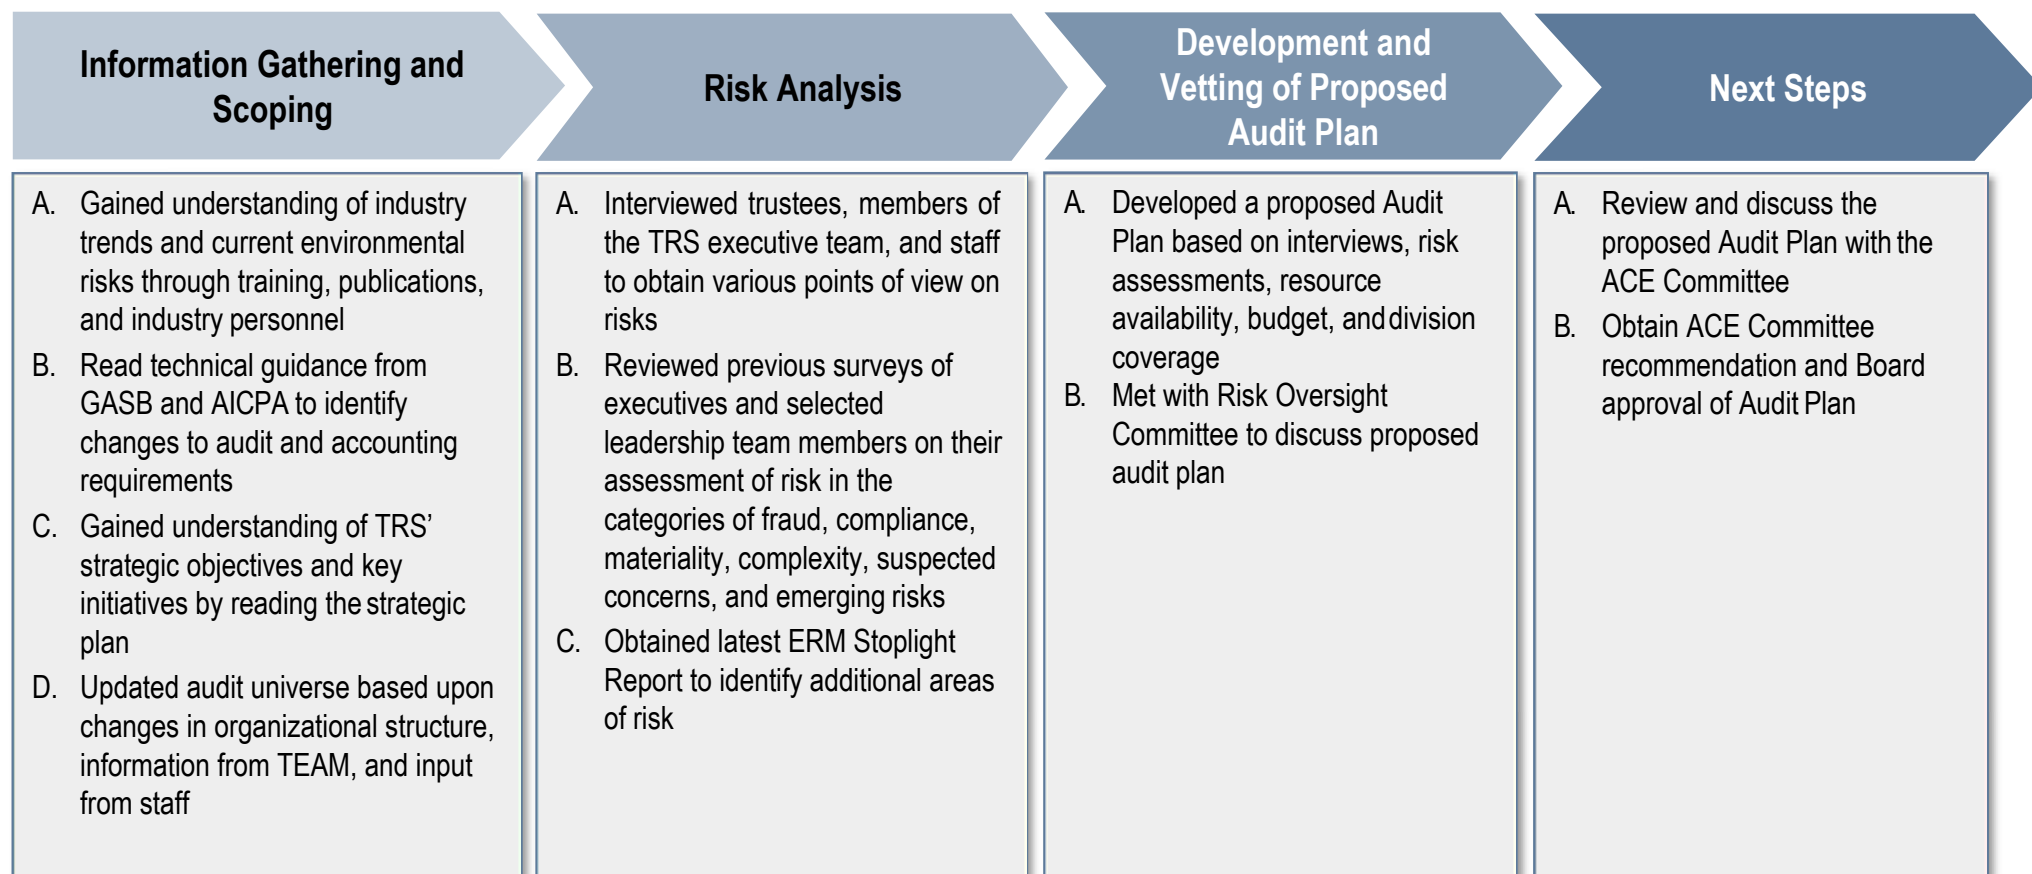 Information Gathering and
Scoping
A. Gained understanding of industry
trends and current environmental
risks through training, publications,
and industry personnel
B. Read technical guidance from
GASB and AICPA to identify
changes to audit and accounting
requirements
C. Gained understanding of TRS’
strategic objectives and key
initiatives by reading the strategic
plan
D. Updated audit universe based upon
changes in organizational structure,
information from TEAM, and input
from staff
Risk Analysis
A. Interviewed trustees, members of
the TRS executive team, and staff
to obtain various points of view on
risks
B. Reviewed previous surveys of
executives and selected
leadership team members on their
assessment of risk in the
categories of fraud, compliance,
materiality, complexity, suspected
concerns, and emerging risks
C. Obtained latest ERM Stoplight
Report to identify additional areas
of risk
Development and
Vetting of Proposed
Audit Plan
A. Developed a proposed Audit
Plan based on interviews, risk
assessments, resource
availability, budget, and division
coverage
B. Met with Risk Oversight
Committee to discuss proposed
audit plan
Next Steps
A. Review and discuss the
proposed Audit Plan with the
ACE Committee
B. Obtain ACE Committee
recommendation and Board
approval of Audit Plan